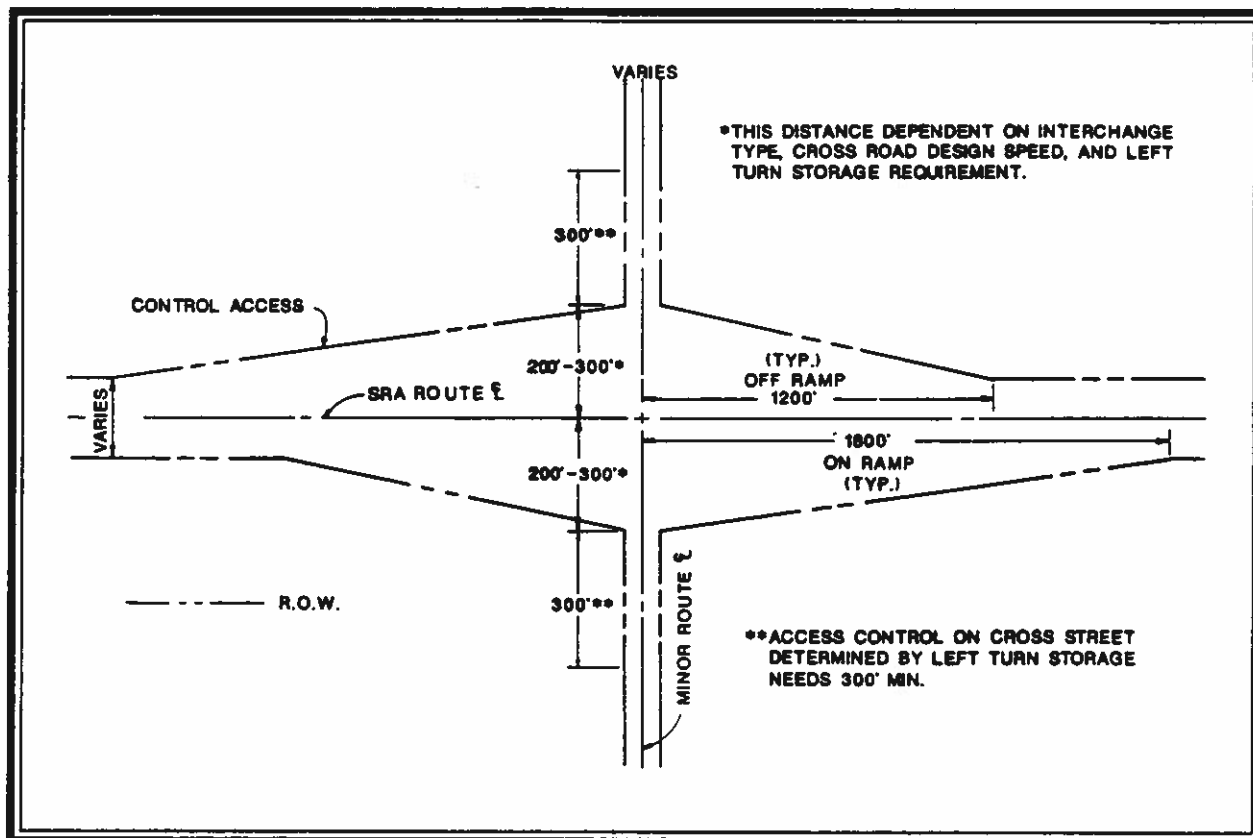 VARIES
*THIS DISTANCE DEPENDENT ON INTERCHANGE
TYPE, CROSS ROAD DESIGN SPEED, AND LEFT
TURN STORAGE REQUIREMENT.
300'**
CONTROL ACCESS
200'-300'*
(TYP.)
OFF RAMP
1200'
SRA ROUTE ℄
VARIES
1600'
ON RAMP
(TYP.)
200'-300'*
R.O.W.
300'**
MINOR ROUTE ℄
**ACCESS CONTROL ON CROSS STREET
DETERMINED BY LEFT TURN STORAGE
NEEDS 300' MIN.